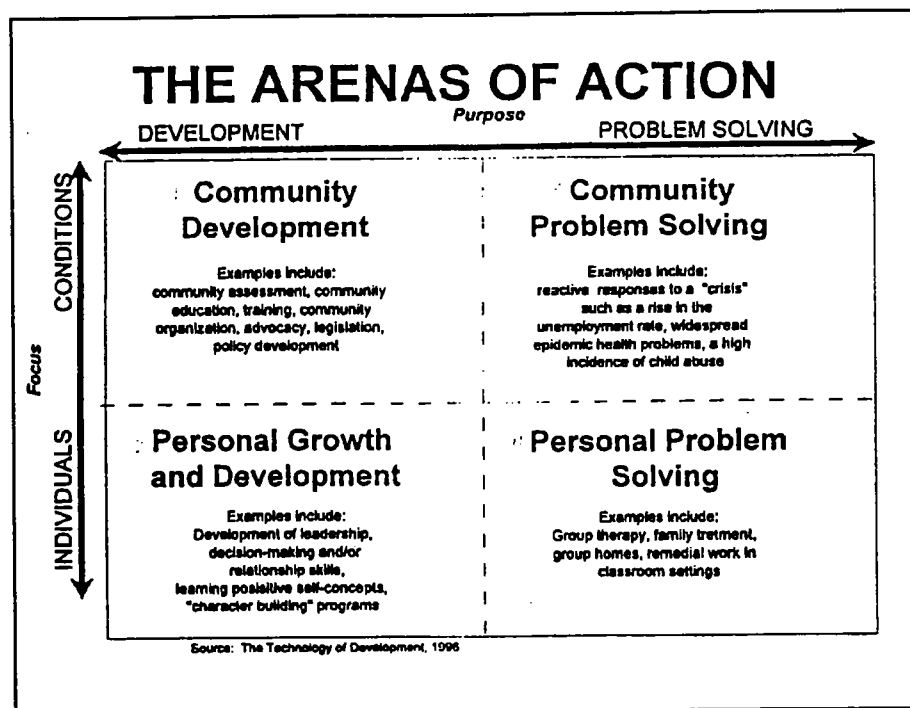 THE ARENAS OF ACTION
Purpose
DEVELOPMENT PROBLEM SOLVING
CONDITIONS
Focus
INDIVIDUALS
Community
Development
Examples include:
community assessment, community
education, training, community
organization, advocacy, legislation,
policy development
Community
Problem Solving
Examples include:
reactive responses to a "crisis"
such as a rise in the
unemployment rate, widespread
epidemic health problems, a high
incidence of child abuse
Personal Growth
and Development
Examples include:
Development of leadership,
decision-making and/or
relationship skills,
learning posisitive self-concepts,
"character building" programs
Personal Problem
Solving
Examples include:
Group therapy, family tretment,
group homes, remedial work in
classroom settings
Source: The Technology of Development, 1996